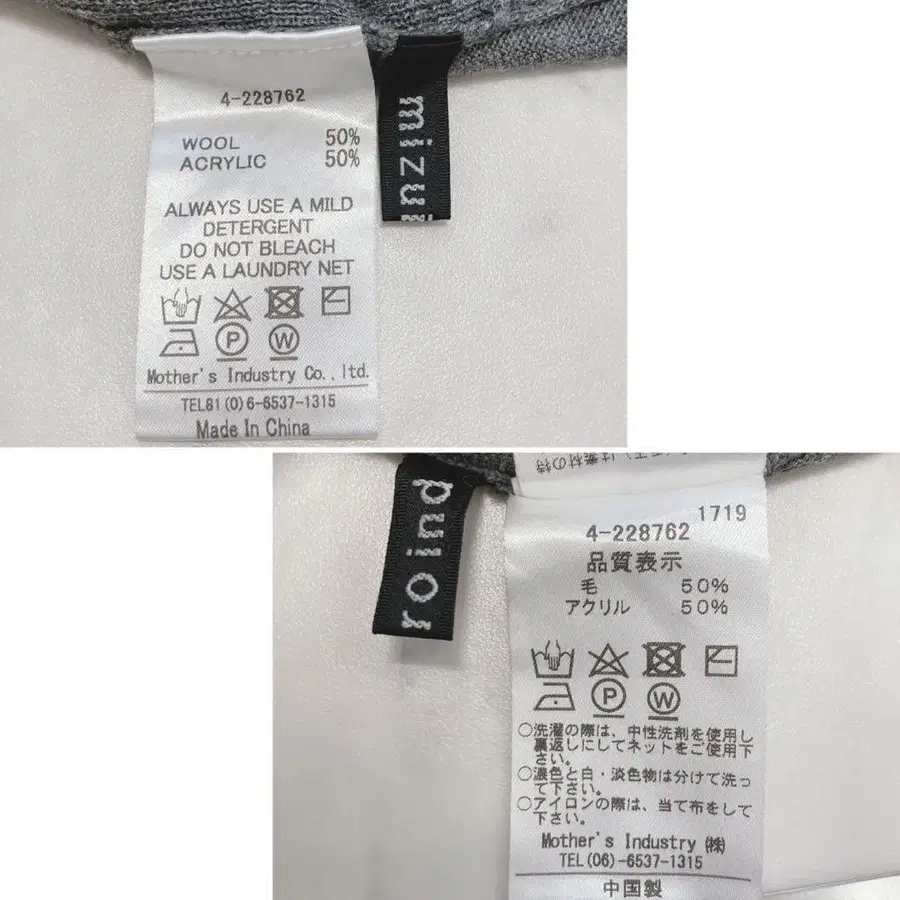 4-228762
WOOL 50%
ACRYLIC 50%
ALWAYS USE A MILD
DETERGENT
DO NOT BLEACH
USE A LAUNDRY NET
P W
Mother's Industry Co., ltd.
TEL81(0)6-6537-1315
Made In China
mizu
roind
1719
4-228762
品質表示
毛 50%
アクリル 50%
P W
○洗濯の際は、中性洗剤を使用し
裏返しにしてネットをご使用下
さい。
○濃色と白・淡色物は分けて洗っ
て下さい。
○アイロンの際は、当て布をして
下さい。
Mother's Industry ㈱
TEL(06)-6537-1315
中国製